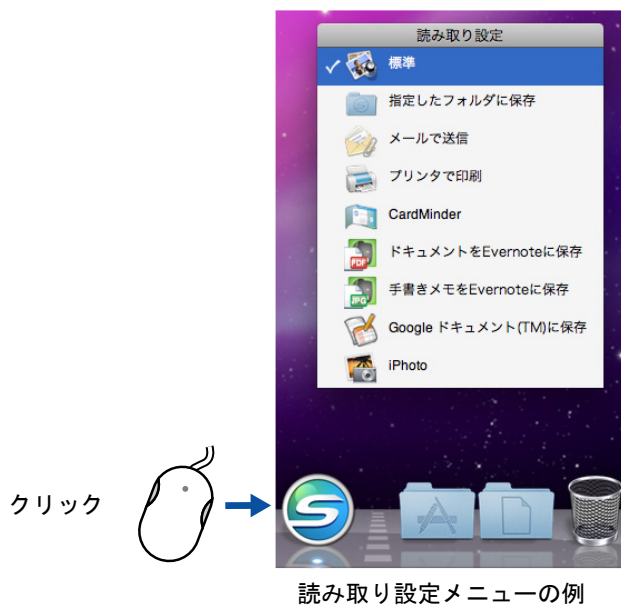 読み取り設定
標準
指定したフォルダに保存
メールで送信
プリンタで印刷
CardMinder
PDF
ドキュメントをEvernoteに保存
JPG
手書きメモをEvernoteに保存
Google ドキュメント(TM)に保存
iPhoto
クリック
読み取り設定メニューの例